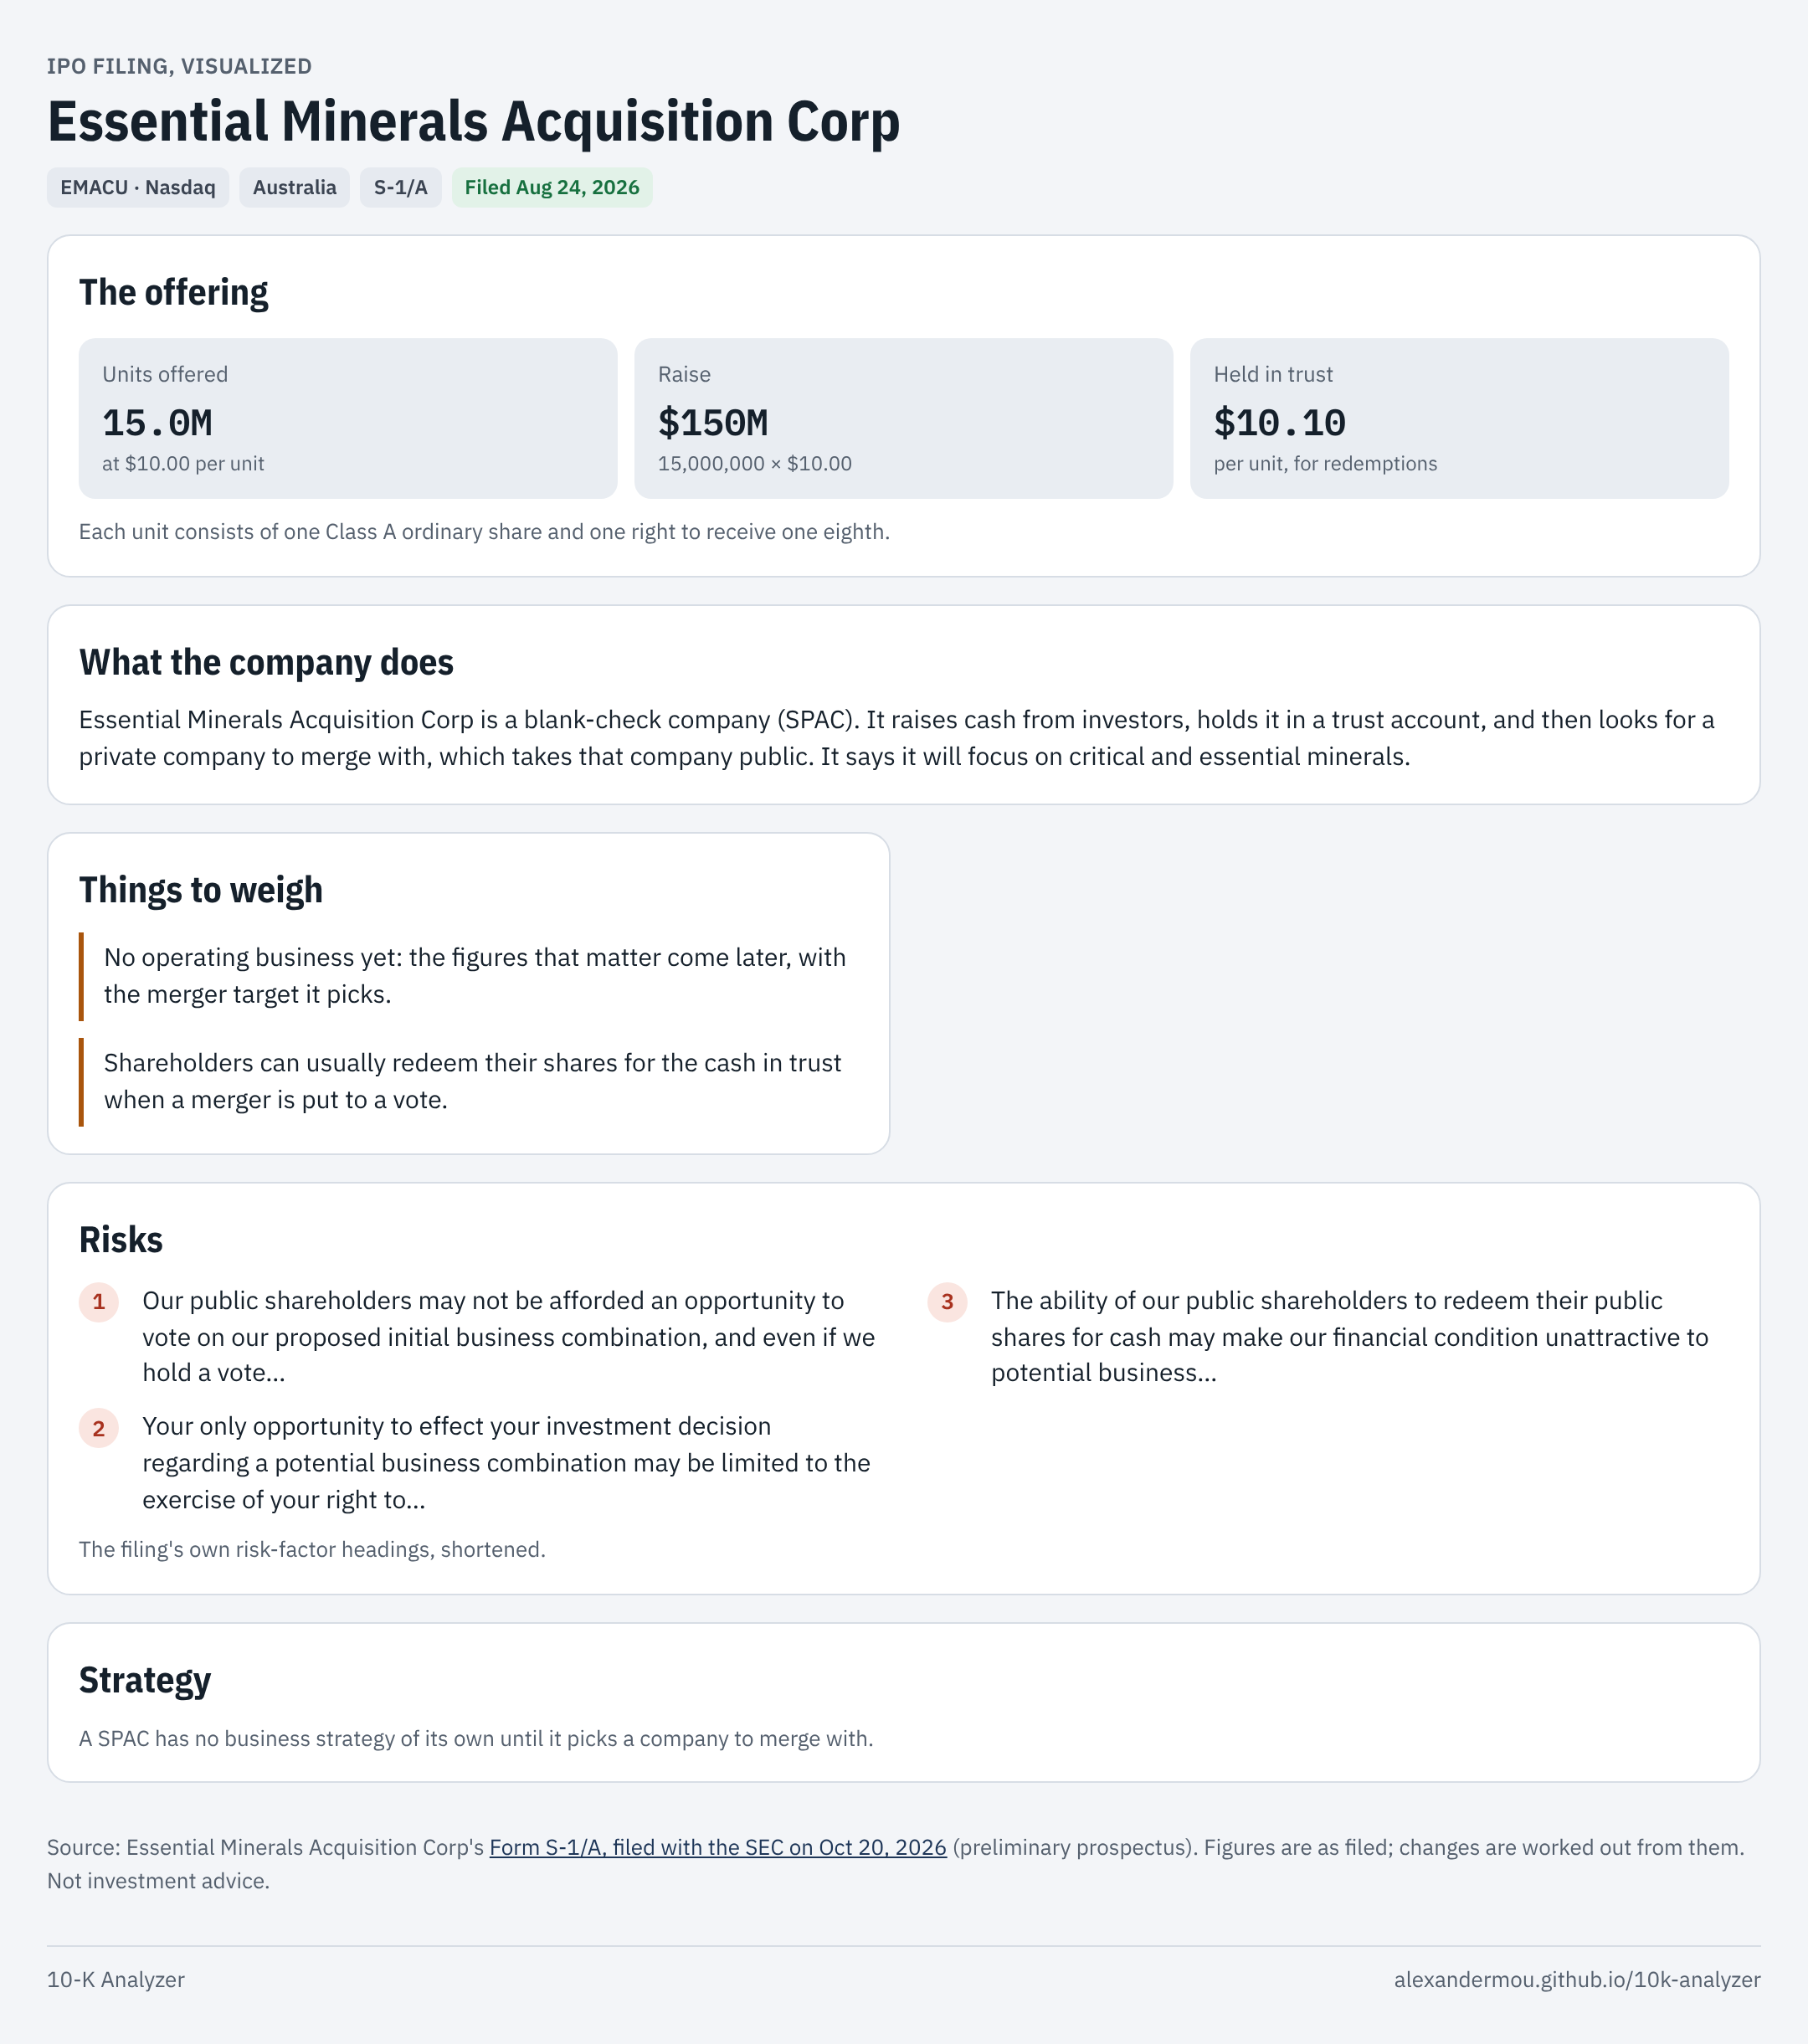 IPO FILING, VISUALIZED
Essential Minerals Acquisition Corp
EMACU · Nasdaq
Australia
S-1/A
Filed Aug 24, 2026
The offering
Units offered
15.0M
at $10.00 per unit
Raise
$150M
15,000,000 × $10.00
Held in trust
$10.10
per unit, for redemptions
Each unit consists of one Class A ordinary share and one right to receive one eighth.
What the company does
Essential Minerals Acquisition Corp is a blank-check company (SPAC). It raises cash from investors, holds it in a trust account, and then looks for a
private company to merge with, which takes that company public. It says it will focus on critical and essential minerals.
Things to weigh
No operating business yet: the figures that matter come later, with
the merger target it picks.
Shareholders can usually redeem their shares for the cash in trust
when a merger is put to a vote.
Risks
1
Our public shareholders may not be afforded an opportunity to
vote on our proposed initial business combination, and even if we
hold a vote…
2
Your only opportunity to effect your investment decision
regarding a potential business combination may be limited to the
exercise of your right to…
3
The ability of our public shareholders to redeem their public
shares for cash may make our financial condition unattractive to
potential business…
The filing's own risk-factor headings, shortened.
Strategy
A SPAC has no business strategy of its own until it picks a company to merge with.
Source: Essential Minerals Acquisition Corp's Form S-1/A, filed with the SEC on Oct 20, 2026 (preliminary prospectus). Figures are as filed; changes are worked out from them.
Not investment advice.
10-K Analyzer
alexandermou.github.io/10k-analyzer